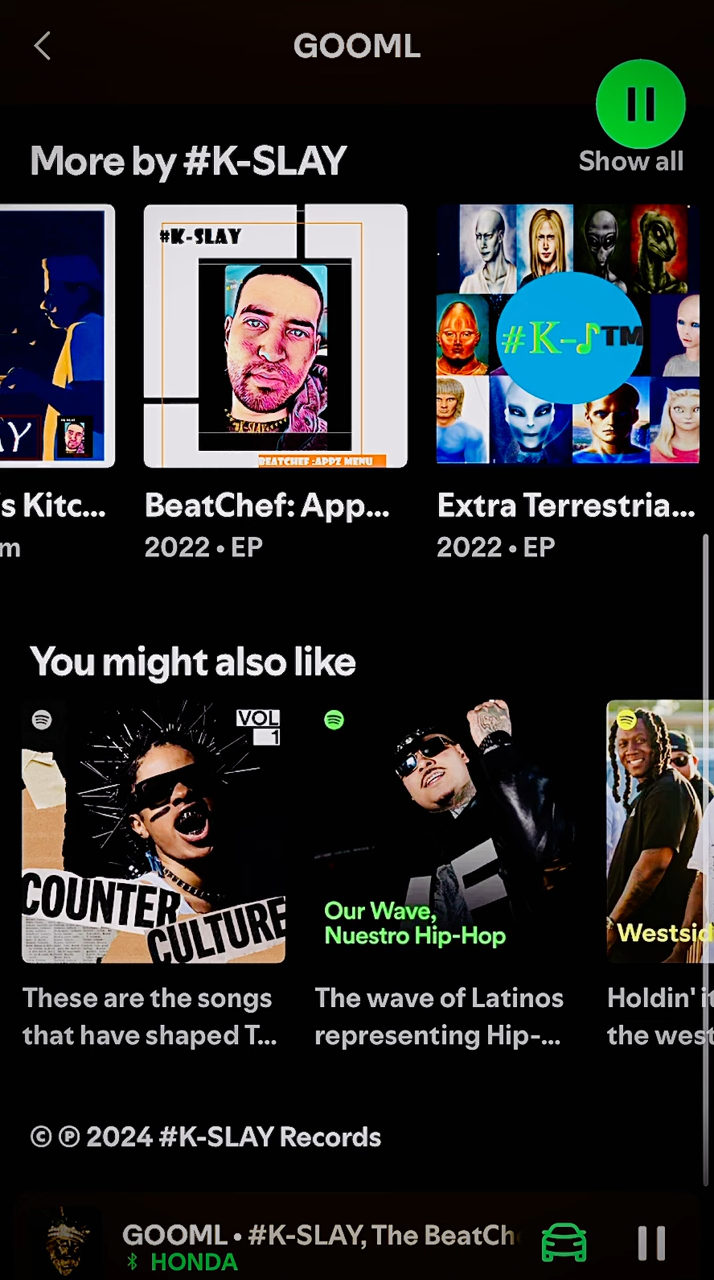 GOOML
More by #K-SLAY
Show all
#K-SLAY
BEATCHEF :APPZ MENU
#K-♪TM
AY
's Kitc...
BeatChef: App...
Extra Terrestria...
m
2022 • EP
2022 • EP
You might also like
VOL
1
COUNTER
CULTURE
Our Wave,
Nuestro Hip-Hop
Westsid
These are the songs
that have shaped T...
The wave of Latinos
representing Hip-...
Holdin' it
the west
© ℗ 2024 #K-SLAY Records
GOOML • #K-SLAY, The BeatCh
HONDA